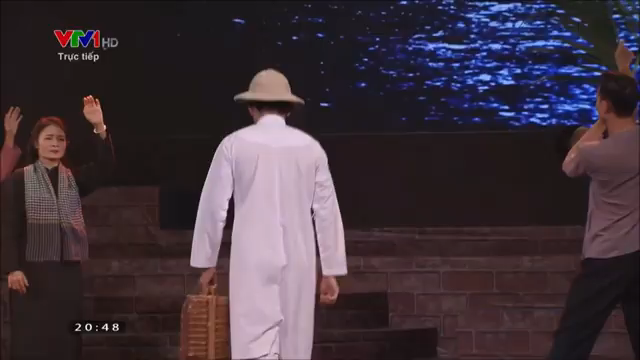 VTV1 HD
Trực tiếp
20:48